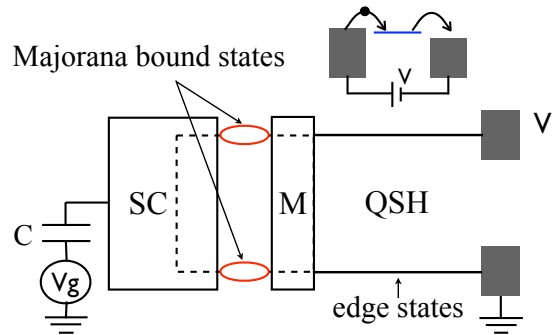 V
Majorana bound states
V
SC
M
QSH
C
Vg
edge states